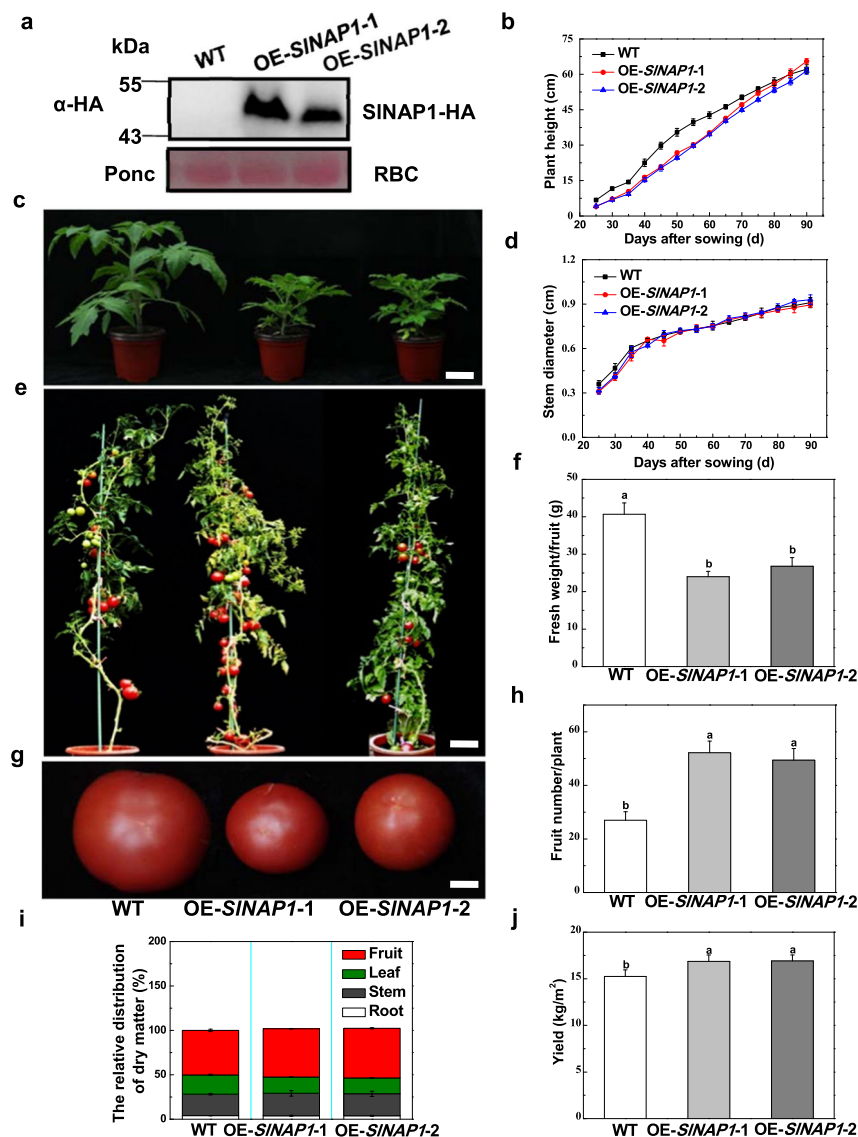 a
kDa
WT
OE-SlNAP1-1
OE-SlNAP1-2
55
α-HA
SlNAP1-HA
43
Ponc
RBC
b
WT
OE-SlNAP1-1
OE-SlNAP1-2
Plant height (cm)
75
60
45
30
15
0
20 30 40 50 60 70 80 90
Days after sowing (d)
c
d
WT
OE-SlNAP1-1
OE-SlNAP1-2
Stem diameter (cm)
1.2
0.9
0.6
0.3
0.0
20 30 40 50 60 70 80 90
Days after sowing (d)
e
f
Fresh weight/fruit (g)
50
40
30
20
10
0
a
b
b
WT OE-SlNAP1-1 OE-SlNAP1-2
g
WT OE-SlNAP1-1 OE-SlNAP1-2
h
Fruit number/plant
60
40
20
0
b
a
a
WT OE-SlNAP1-1 OE-SlNAP1-2
i
The relative distribution
of dry matter (%)
200
150
100
50
0
Fruit
Leaf
Stem
Root
WT OE-SlNAP1-1 OE-SlNAP1-2
j
Yield (kg/m²)
20
15
10
5
0
b
a
a
WT OE-SlNAP1-1 OE-SlNAP1-2